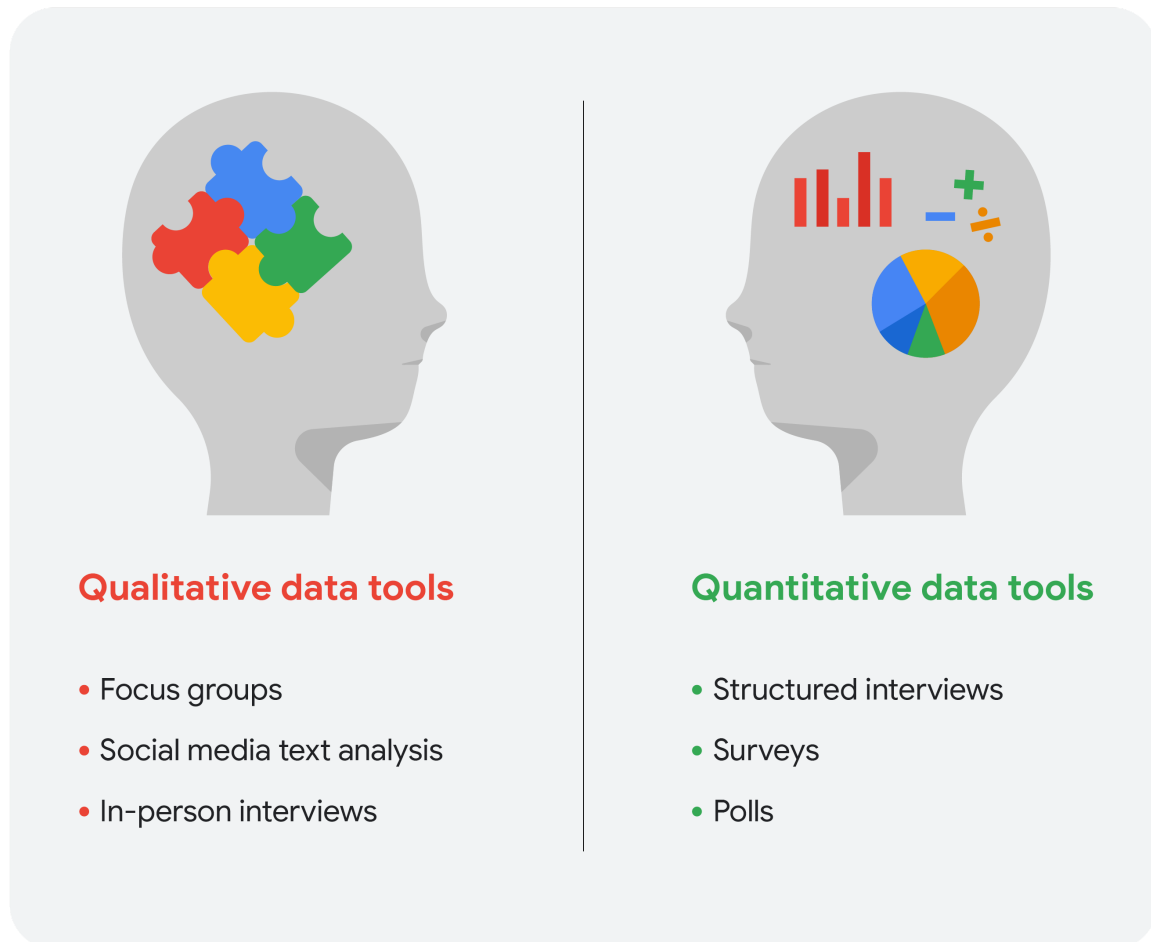 Qualitative data tools
• Focus groups
• Social media text analysis
• In-person interviews
Quantitative data tools
• Structured interviews
• Surveys
• Polls